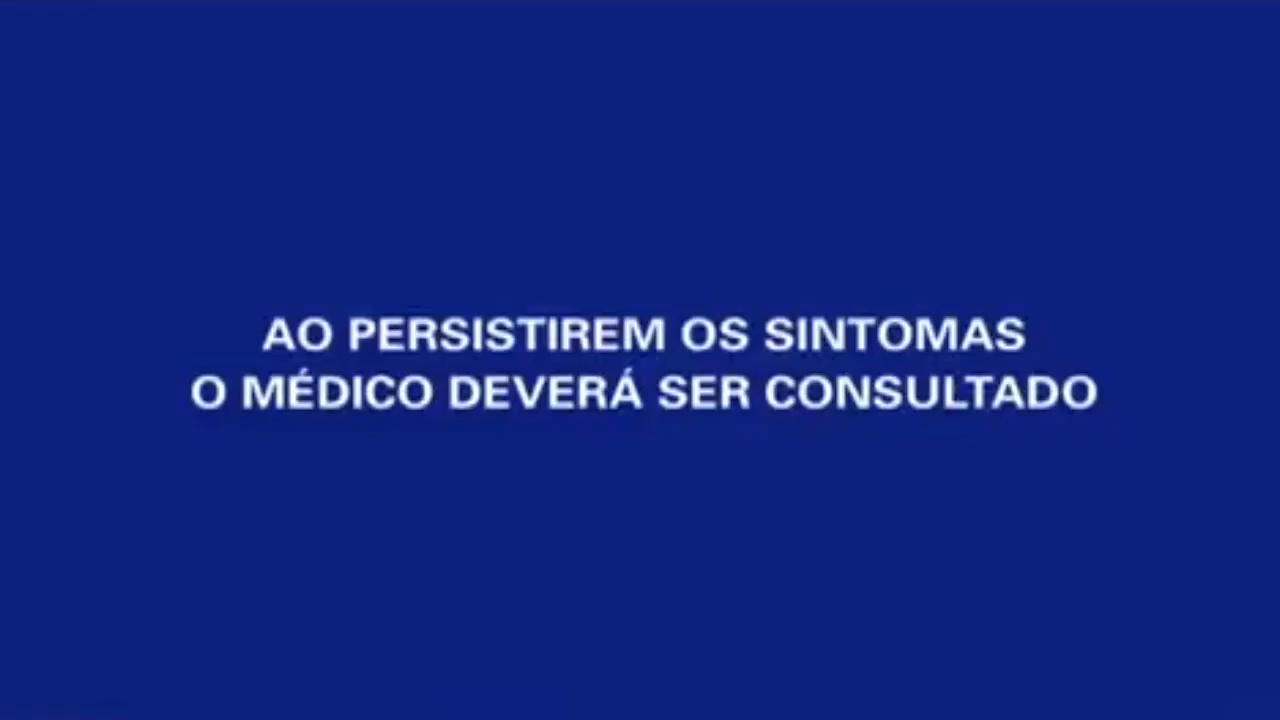 AO PERSISTIREM OS SINTOMAS
O MÉDICO DEVERÁ SER CONSULTADO